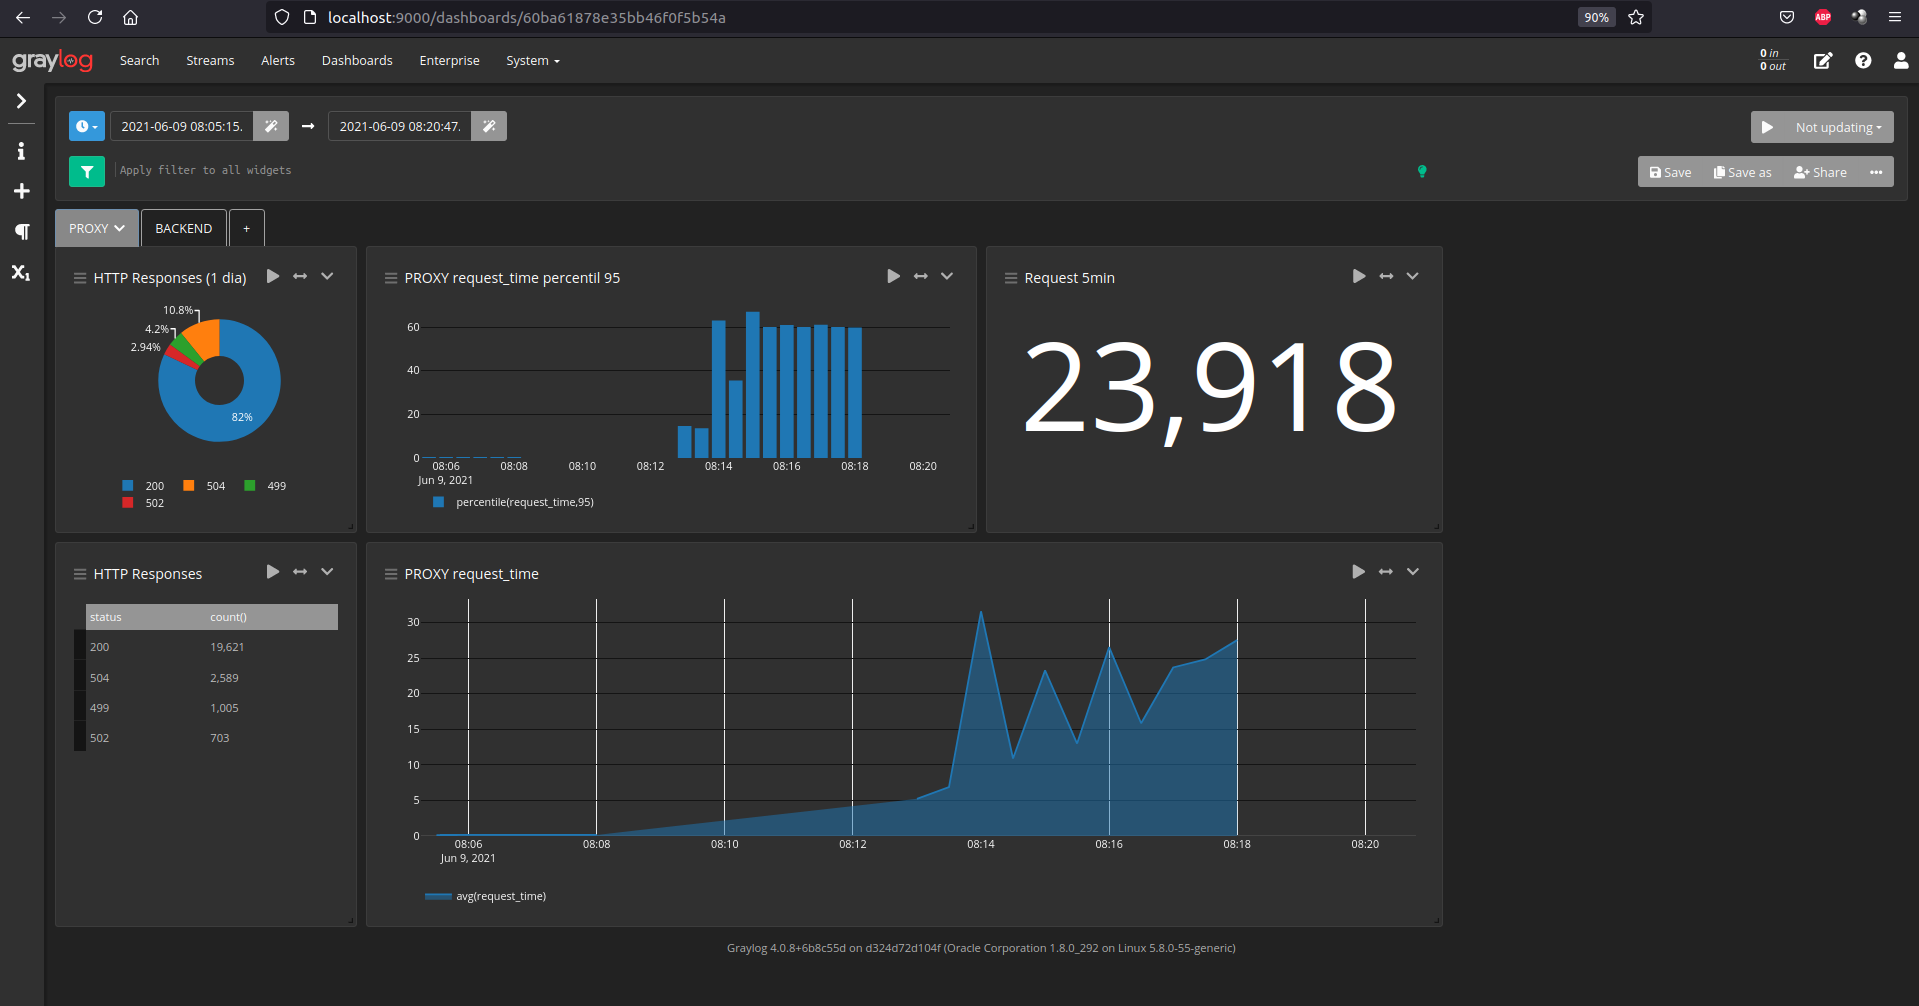 localhost:9000/dashboards/60ba61878e35bb46f0f5b54a
90%
ABP
graylog
Search Streams Alerts Dashboards Enterprise System
0 in
0 out
2021-06-09 08:05:15. 2021-06-09 08:20:47.
Not updating
Apply filter to all widgets
Save Save as Share
PROXY BACKEND +
HTTP Responses (1 dia)
10.8%
4.2%
2.94%
82%
200 504 499
502
PROXY request_time percentil 95
60
40
20
0
08:06 08:08 08:10 08:12 08:14 08:16 08:18 08:20
Jun 9, 2021
percentile(request_time,95)
Request 5min
23,918
HTTP Responses
status count()
200 19,621
504 2,589
499 1,005
502 703
PROXY request_time
30
25
20
15
10
5
0
08:06 08:08 08:10 08:12 08:14 08:16 08:18 08:20
Jun 9, 2021
avg(request_time)
Graylog 4.0.8+6b8c55d on d324d72d104f (Oracle Corporation 1.8.0_292 on Linux 5.8.0-55-generic)